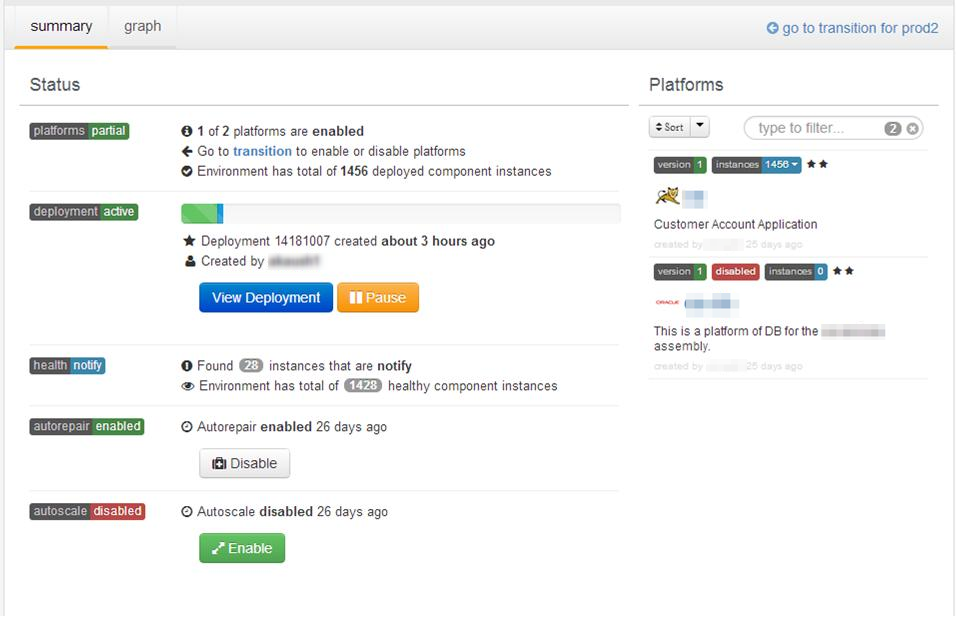 summary
graph
go to transition for prod2
Status
platforms partial
1 of 2 platforms are enabled
Go to transition to enable or disable platforms
Environment has total of 1456 deployed component instances
deployment active
Deployment 14181007 created about 3 hours ago
Created by
View Deployment
Pause
health notify
Found 28 instances that are notify
Environment has total of 1428 healthy component instances
autorepair enabled
Autorepair enabled 26 days ago
Disable
autoscale disabled
Autoscale disabled 26 days ago
Enable
Platforms
Sort
type to filter... 2
version 1 instances 1456
Customer Account Application
created by 25 days ago
version 1 disabled instances 0
ORACLE
This is a platform of DB for the
assembly.
created by 25 days ago